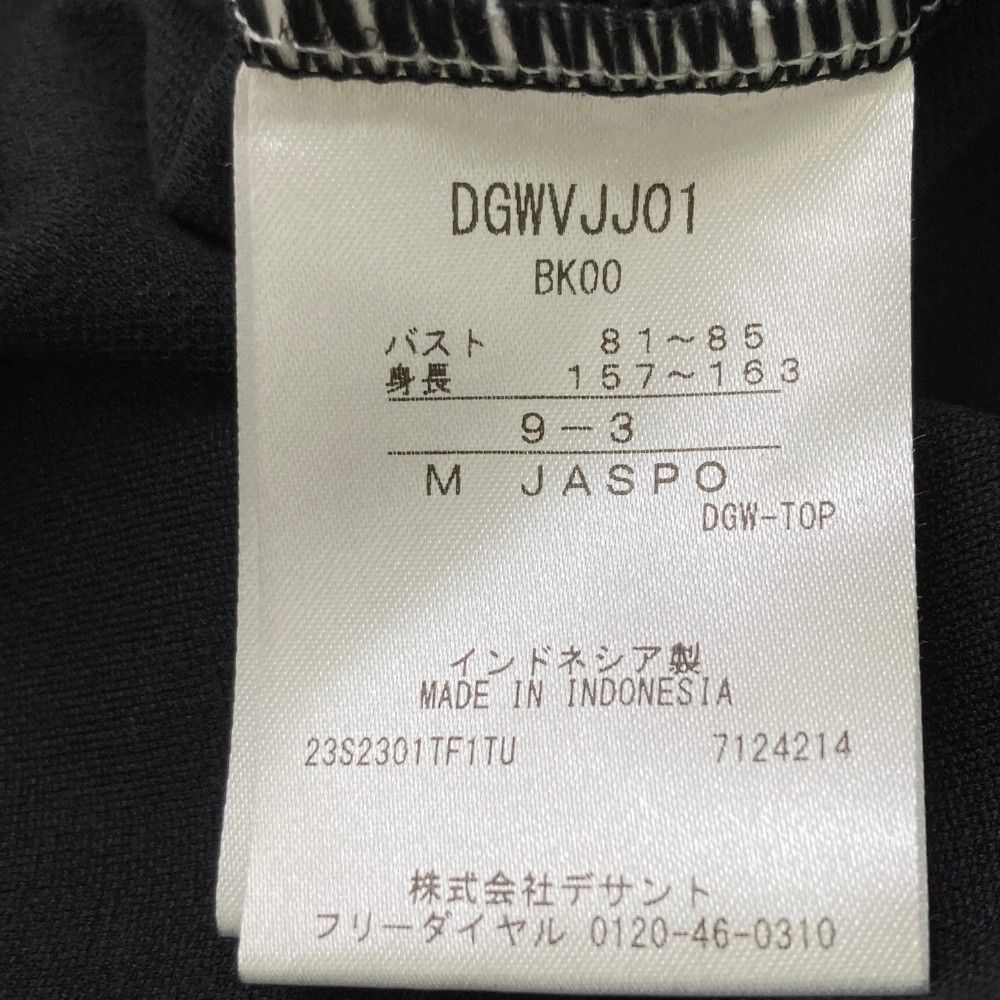 DGWVJJ01
BK00
バスト 81~85
身長 157~163
9-3
M JASPO
DGW-TOP
インドネシア製
MADE IN INDONESIA
23S2301TF1TU 7124214
株式会社デサント
フリーダイヤル 0120-46-0310